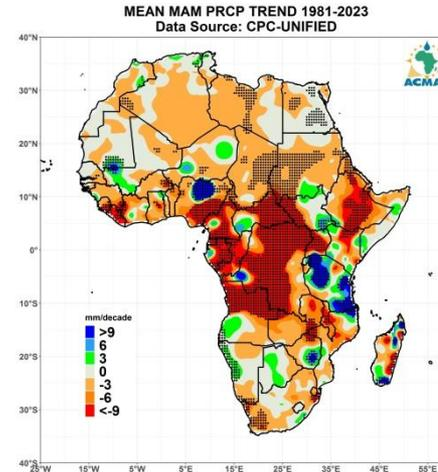 MEAN MAM PRCP TREND 1981-2023
Data Source: CPC-UNIFIED
ACMA
40°N
30°N
20°N
10°N
0°
10°S
20°S
30°S
40°S
mm/decade
>9
6
3
0
-3
-6
<-9
25°W
15°W
5°W
5°E
15°E
25°E
35°E
45°E
55°E